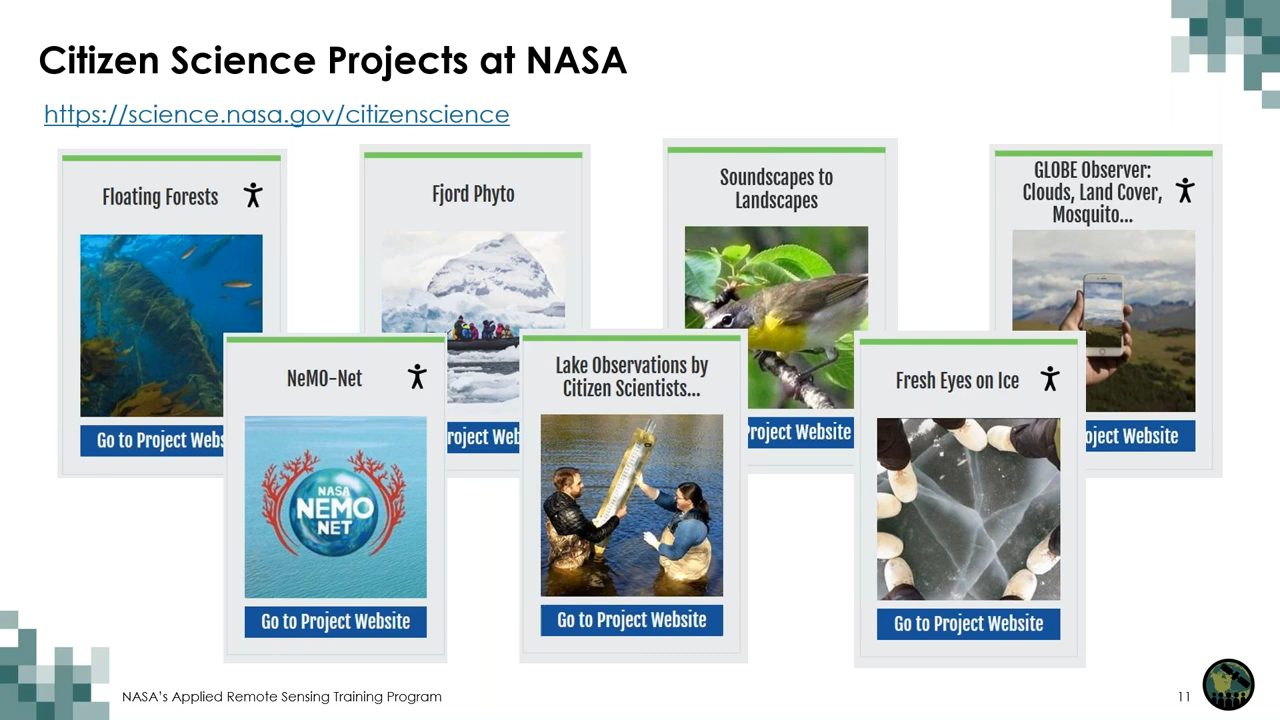 Citizen Science Projects at NASA
https://science.nasa.gov/citizenscience
Floating Forests
Go to Project Webs
Fjord Phyto
roject Web
Soundscapes to
Landscapes
Project Website
GLOBE Observer:
Clouds, Land Cover,
Mosquito...
oject Website
NeMO-Net
NASA
NEMO
NET
Go to Project Website
Lake Observations by
Citizen Scientists...
Go to Project Website
Fresh Eyes on Ice
Go to Project Website
NASA's Applied Remote Sensing Training Program
11